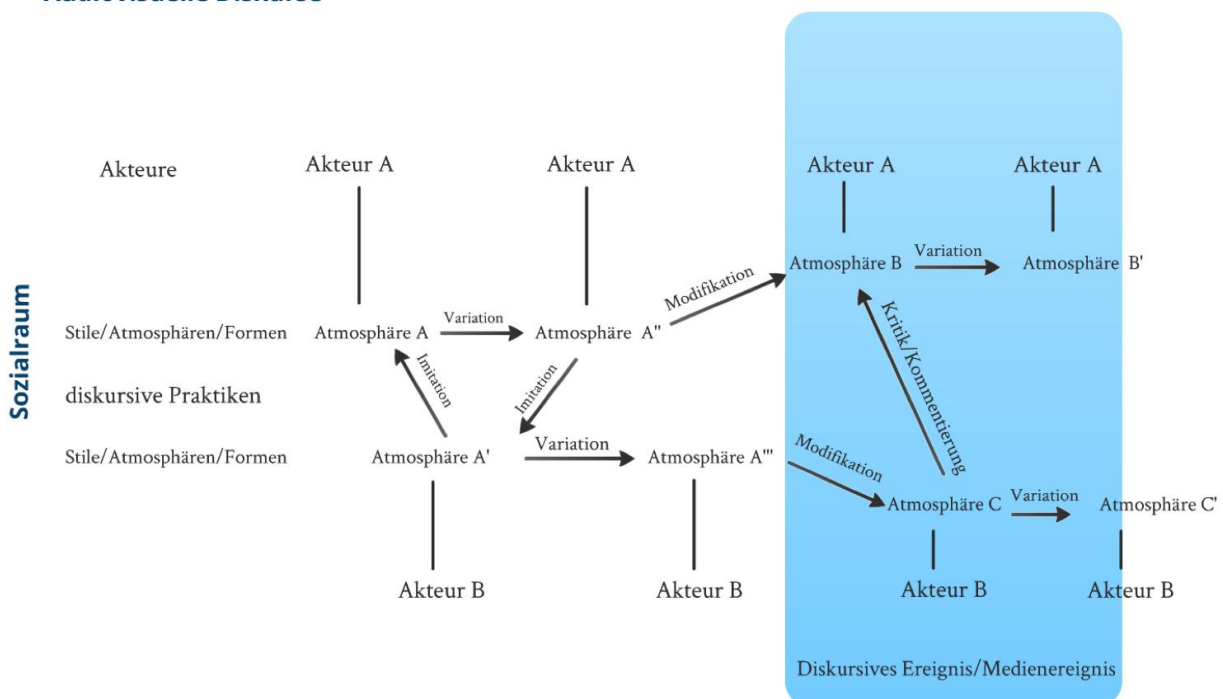 Audiovisuelle Diskurse
Akteure
Akteur A
Akteur A
Akteur A
Akteur A
Sozialraum
Atmosphäre B
Variation
Atmosphäre B'
Modifikation
Stile/Atmosphären/Formen
Atmosphäre A
Variation
Atmosphäre A"
Kritik/Kommentierung
Imitation
Imitation
diskursive Praktiken
Stile/Atmosphären/Formen
Atmosphäre A'
Variation
Atmosphäre A'''
Modifikation
Atmosphäre C
Variation
Atmosphäre C'
Akteur B
Akteur B
Akteur B
Akteur B
Diskursives Ereignis/Medienereignis